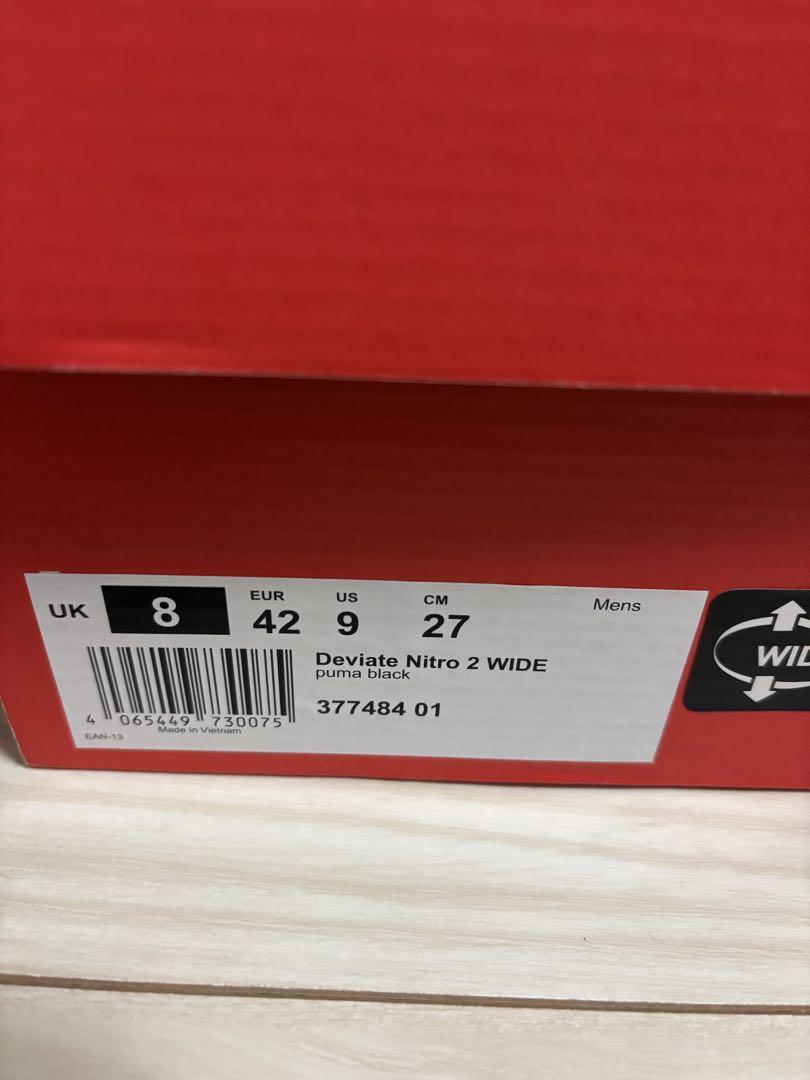 UK 8 EUR 42 US 9 CM 27 Mens
Deviate Nitro 2 WIDE
puma black
377484 01
4 065449 730075
Made in Vietnam
EAN-13